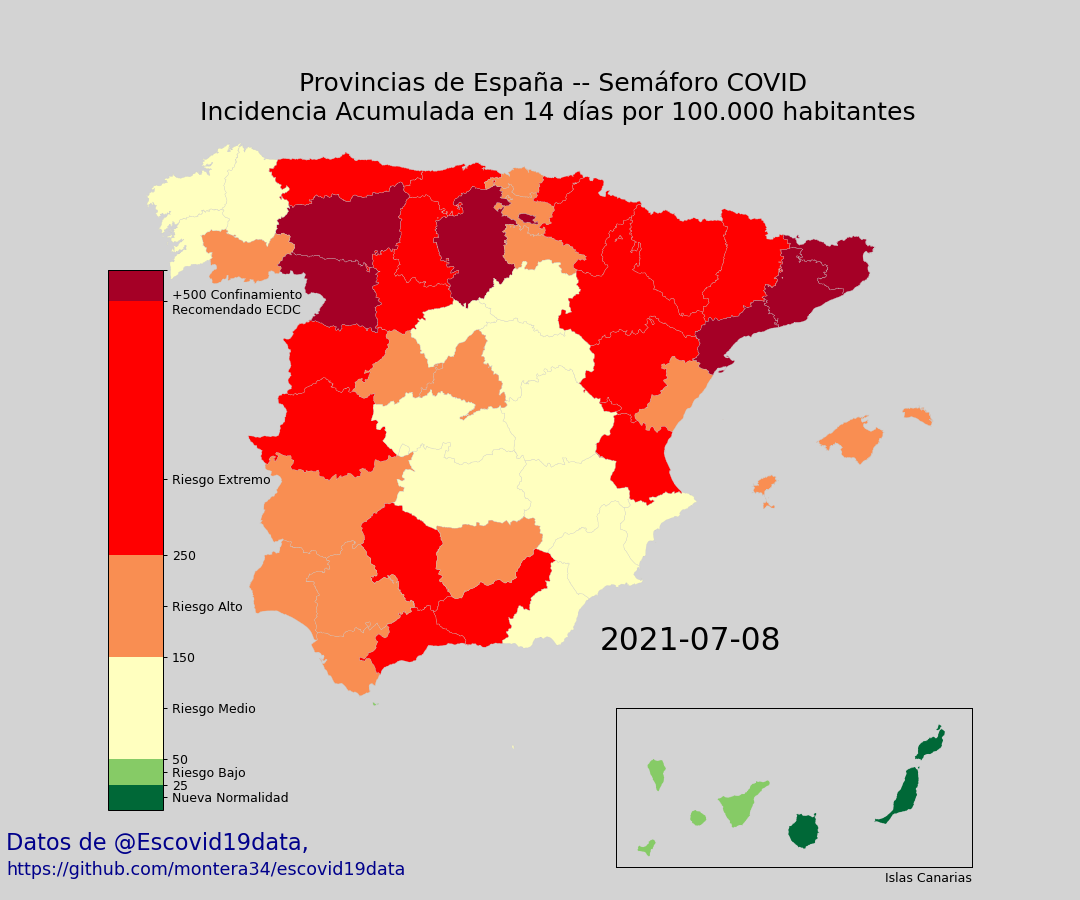 Provincias de España -- Semáforo COVID
Incidencia Acumulada en 14 días por 100.000 habitantes
+500 Confinamiento
Recomendado ECDC
Riesgo Extremo
250
Riesgo Alto
150
Riesgo Medio
50
Riesgo Bajo
25
Nueva Normalidad
2021-07-08
Islas Canarias
Datos de @Escovid19data,
https://github.com/montera34/escovid19data